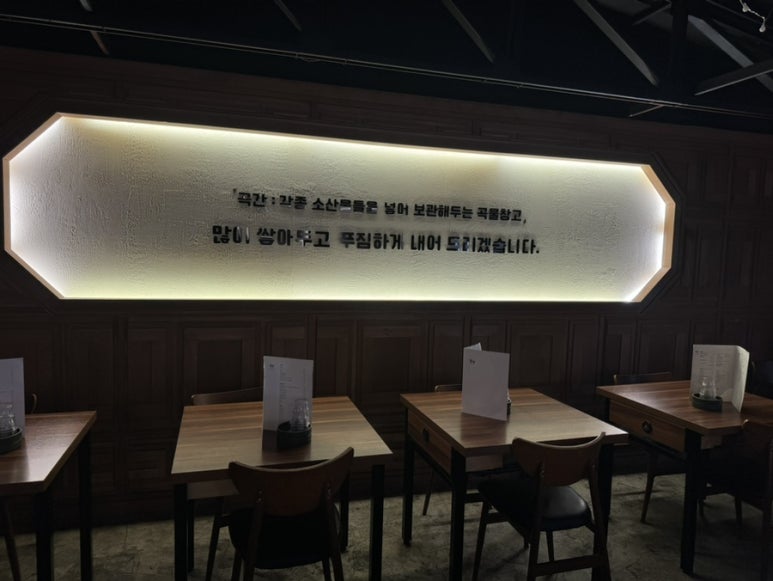 '곡간 : 각종 소산물들을 넣어 보관해두는 곡물창고,
많이 쌓아두고 푸짐하게 내어 드리겠습니다.